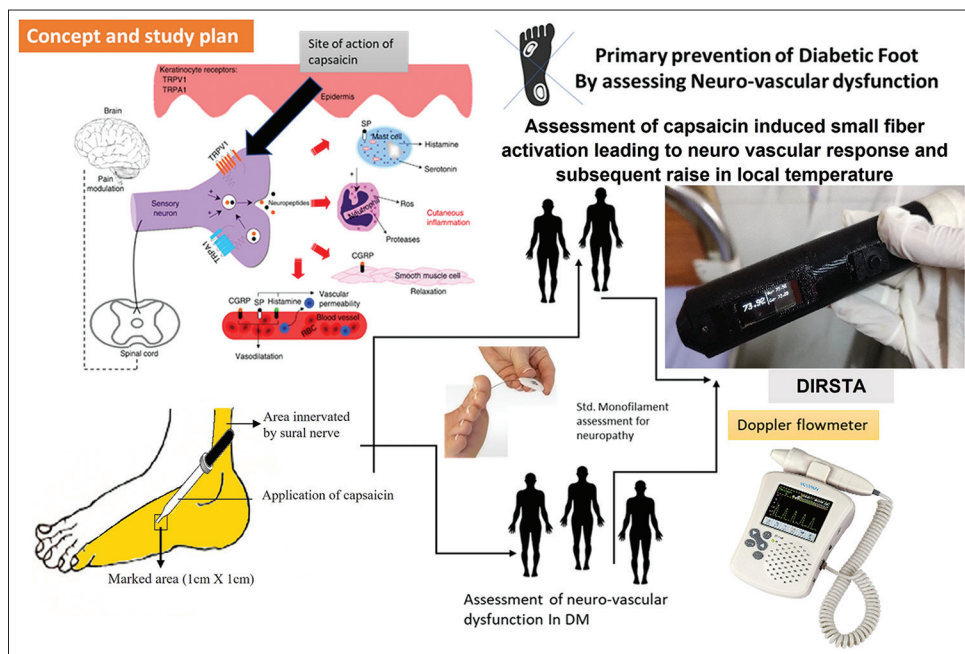 Concept and study plan
Site of action of
capsaicin
Keratinocyte receptors:
TRPV1
TRPA1
Epidermis
Brain
Pain
modulation
TRPV1
Sensory
neuron
TRPA1
Neuropeptides
SP
Mast cell
Histamine
Serotonin
Neutrophil
Ros
Proteases
Cutaneous
inflammation
CGRP
Smooth muscle cell
Relaxation
CGRP
SP
Histamine
Vascular
permeability
Blood vessel
RBC
Vasodilatation
Spinal cord
Area innervated
by sural nerve
Application of capsaicin
Marked area (1cm X 1cm)
Primary prevention of Diabetic Foot
By assessing Neuro-vascular dysfunction
Assessment of capsaicin induced small fiber
activation leading to neuro vascular response and
subsequent raise in local temperature
73.92
DIRSTA
Std. Monofilament
assessment for
neuropathy
Doppler flowmeter
Assessment of neuro-vascular
dysfunction In DM